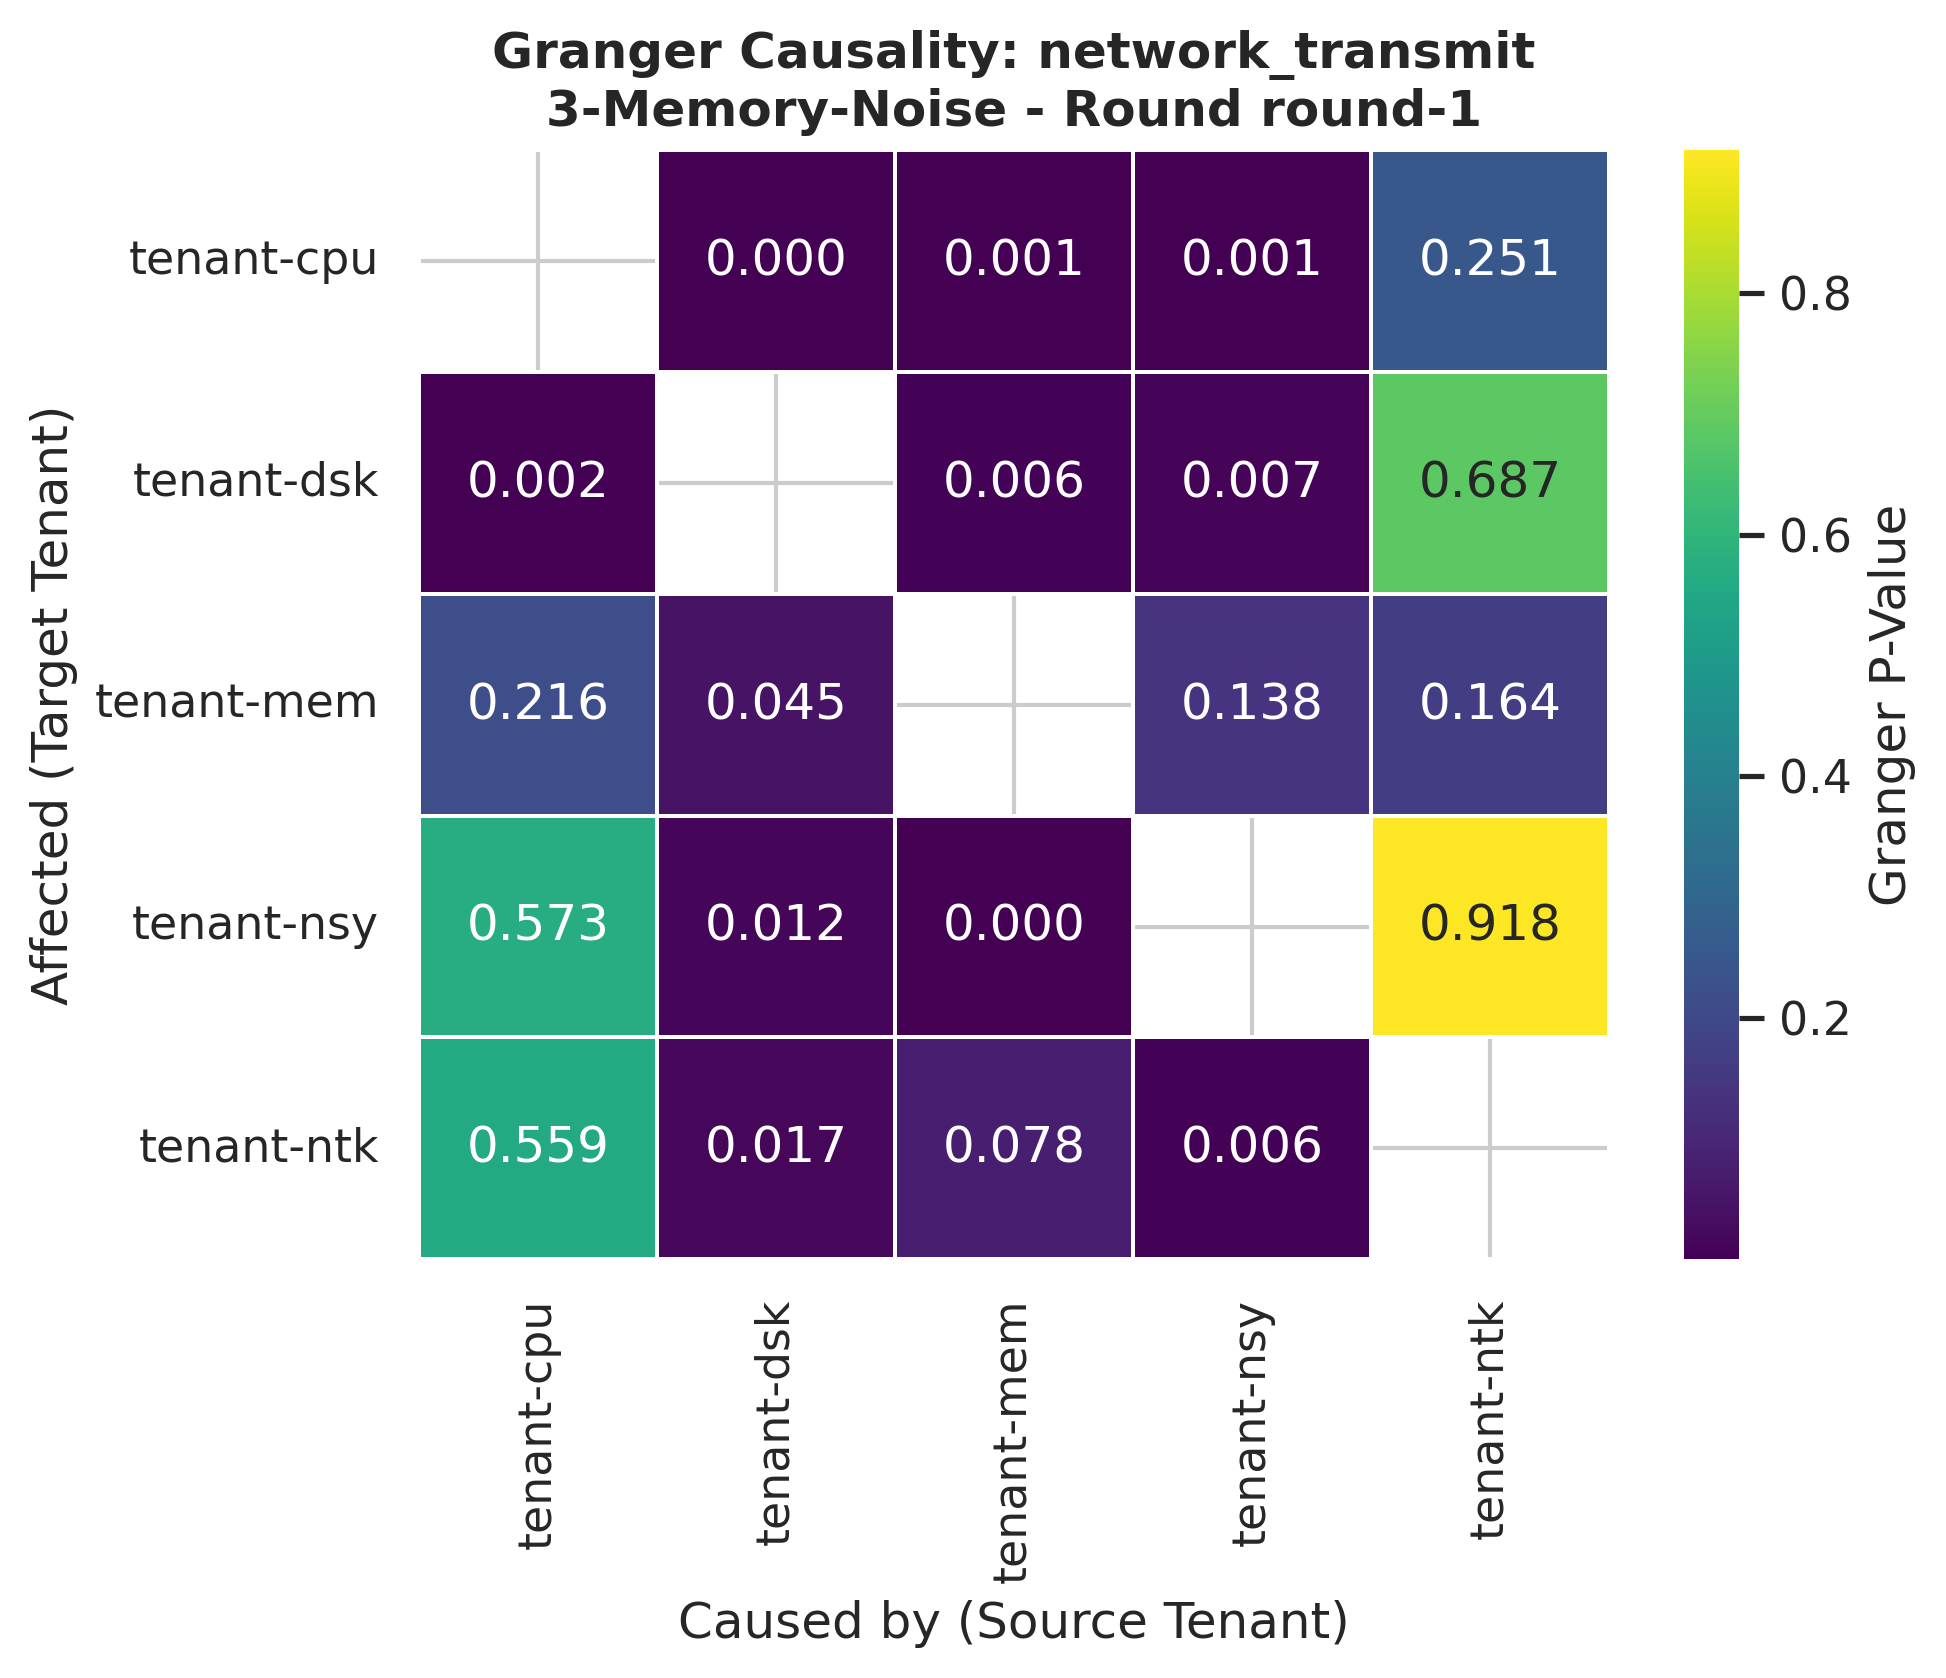 Granger Causality: network_transmit
3-Memory-Noise - Round round-1
Affected (Target Tenant)
tenant-cpu
0.000 0.001 0.001 0.251
tenant-dsk
0.002 0.006 0.007 0.687
tenant-mem
0.216 0.045 0.138 0.164
tenant-nsy
0.573 0.012 0.000 0.918
tenant-ntk
0.559 0.017 0.078 0.006
tenant-cpu
tenant-dsk
tenant-mem
tenant-nsy
tenant-ntk
Caused by (Source Tenant)
0.8
0.6
0.4
0.2
Granger P-Value